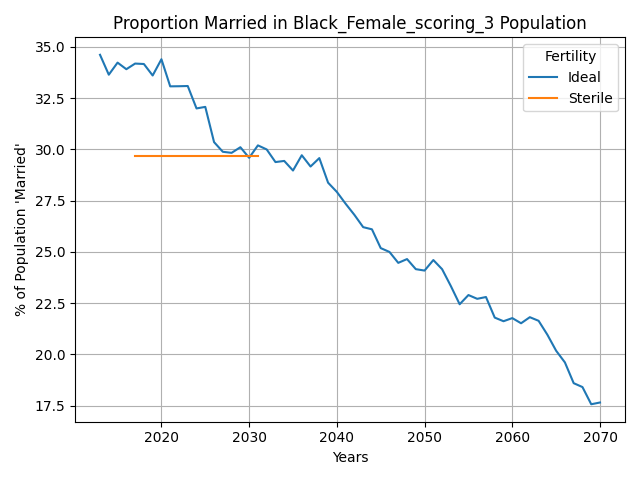 Proportion Married in Black_Female_scoring_3 Population
% of Population 'Married'
35.0
32.5
30.0
27.5
25.0
22.5
20.0
17.5
Fertility
Ideal
Sterile
2020 2030 2040 2050 2060 2070
Years